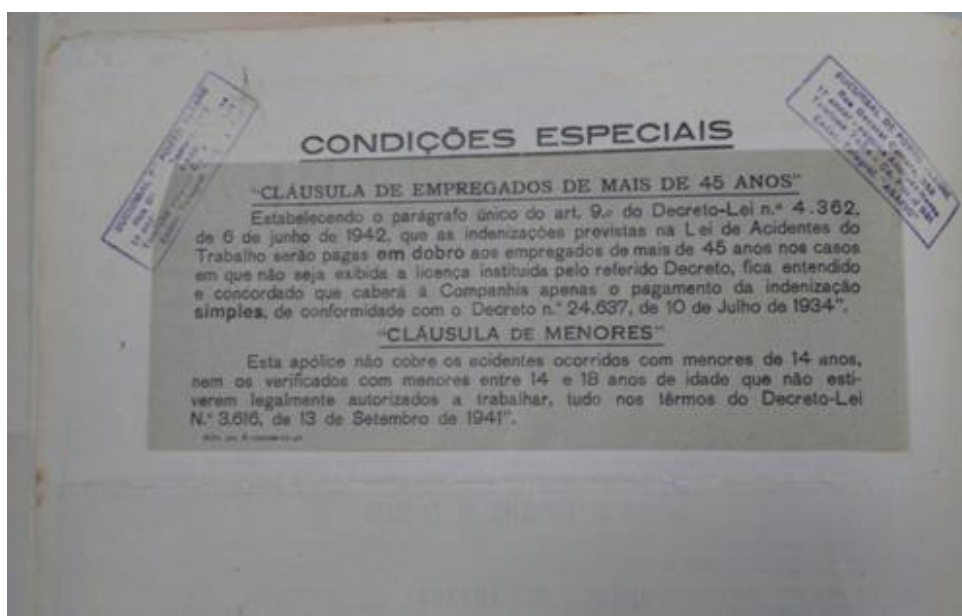 CONDIÇÕES ESPECIAIS
"CLÁUSULA DE EMPREGADOS DE MAIS DE 45 ANOS"
Estabelecendo o parágrafo único do art. 9.º do Decreto-Lei n.º 4.362,
de 6 de junho de 1942, que as indenizações previstas na Lei de Acidentes do
Trabalho serão pagas em dobro aos empregados de mais de 45 anos nos casos
em que não seja exibida a licença instituida pelo referido Decreto, fica entendido
e concordado que caberá á Companhia apenas o pagamento da indenização
simples, de conformidade com o Decreto n.º 24.637, de 10 de Julho de 1934".
"CLÁUSULA DE MENORES"
Esta apólice não cobre os acidentes ocorridos com menores de 14 anos,
nem os verificados com menores entre 14 e 18 anos de idade que não esti-
verem legalmente autorizados a trabalhar, tudo nos têrmos do Decreto-Lei
N.º 3.616, de 13 de Setembro de 1941".
SUCURSAL DE PORTO
Rua General